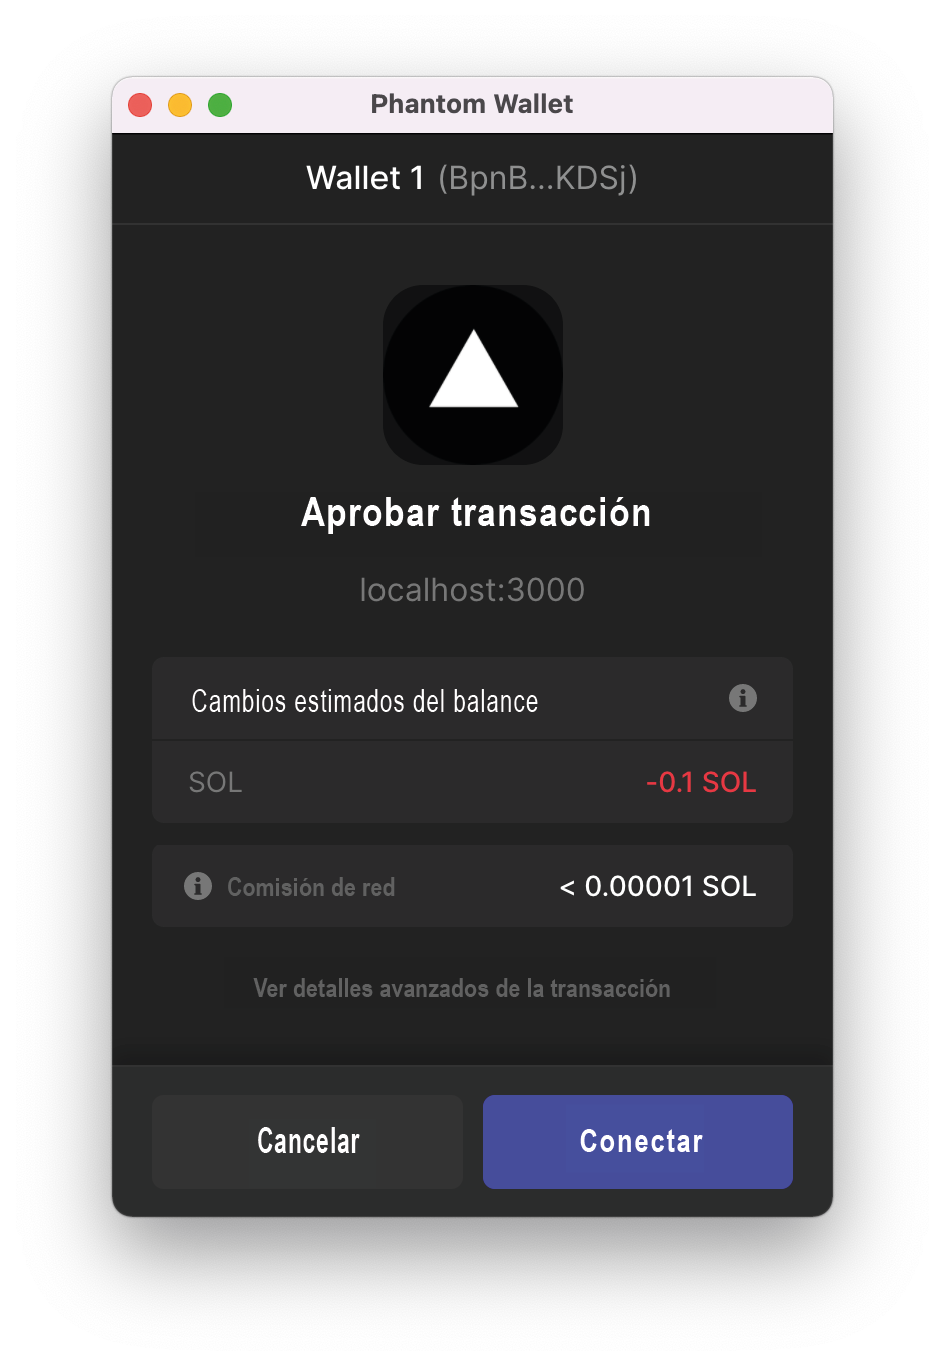 Phantom Wallet
Wallet 1 (BpnB...KDSj)
Aprobar transacción
localhost:3000
Cambios estimados del balance
SOL -0.1 SOL
Comisión de red < 0.00001 SOL
Ver detalles avanzados de la transacción
Cancelar Conectar